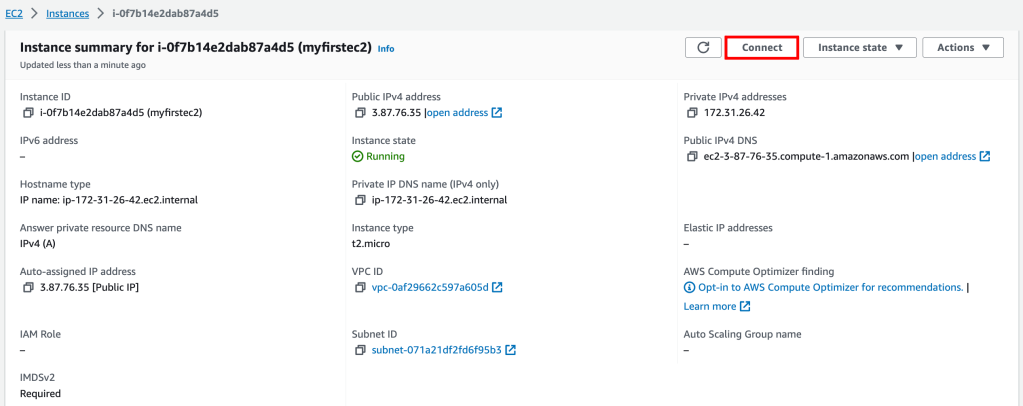 EC2 > Instances > i-0f7b14e2dab87a4d5
Instance summary for i-0f7b14e2dab87a4d5 (myfirstec2) Info
Updated less than a minute ago
Connect
Instance state
Actions
Instance ID
i-0f7b14e2dab87a4d5 (myfirstec2)
Public IPv4 address
3.87.76.35 |open address
Private IPv4 addresses
172.31.26.42
IPv6 address
–
Instance state
Running
Public IPv4 DNS
ec2-3-87-76-35.compute-1.amazonaws.com |open address
Hostname type
IP name: ip-172-31-26-42.ec2.internal
Private IP DNS name (IPv4 only)
ip-172-31-26-42.ec2.internal
Answer private resource DNS name
IPv4 (A)
Instance type
t2.micro
Elastic IP addresses
–
Auto-assigned IP address
3.87.76.35 [Public IP]
VPC ID
vpc-0af29662c597a605d
AWS Compute Optimizer finding
Opt-in to AWS Compute Optimizer for recommendations. |
Learn more
IAM Role
–
Subnet ID
subnet-071a21df2fd6f95b3
Auto Scaling Group name
–
IMDSv2
Required